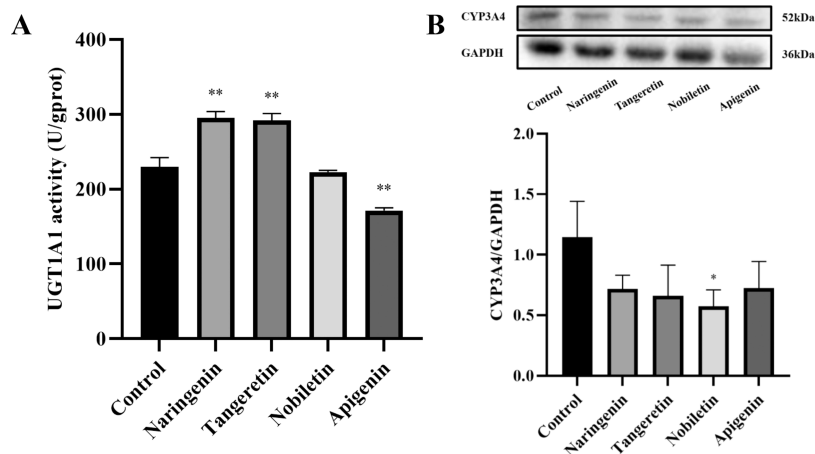 A
UGT1A1 activity (U/gprot)
400
300
200
100
0
**
**
**
Control
Naringenin
Tangeretin
Nobiletin
Apigenin
B
CYP3A4
52kDa
GAPDH
36kDa
Control
Naringenin
Tangeretin
Nobiletin
Apigenin
CYP3A4/GAPDH
2.0
1.5
1.0
0.5
0.0
*
Control
Naringenin
Tangeretin
Nobiletin
Apigenin